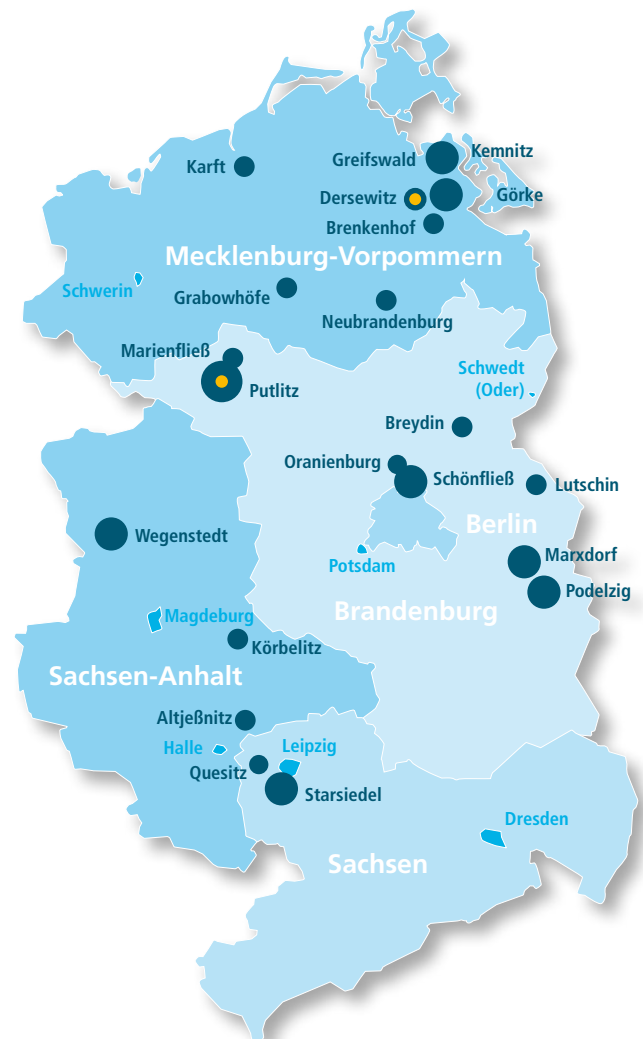 Kemnitz
Greifswald
Karft
Dersewitz
Görke
Brenkenhof
Mecklenburg-Vorpommern
Schwerin
Grabowhöfe
Neubrandenburg
Marienfließ
Schwedt
(Oder)
Putlitz
Breydin
Oranienburg
Schönfließ
Lutschin
Berlin
Wegenstedt
Marxdorf
Potsdam
Podelzig
Brandenburg
Magdeburg
Körbelitz
Sachsen-Anhalt
Altjeßnitz
Halle
Leipzig
Quesitz
Starsiedel
Dresden
Sachsen